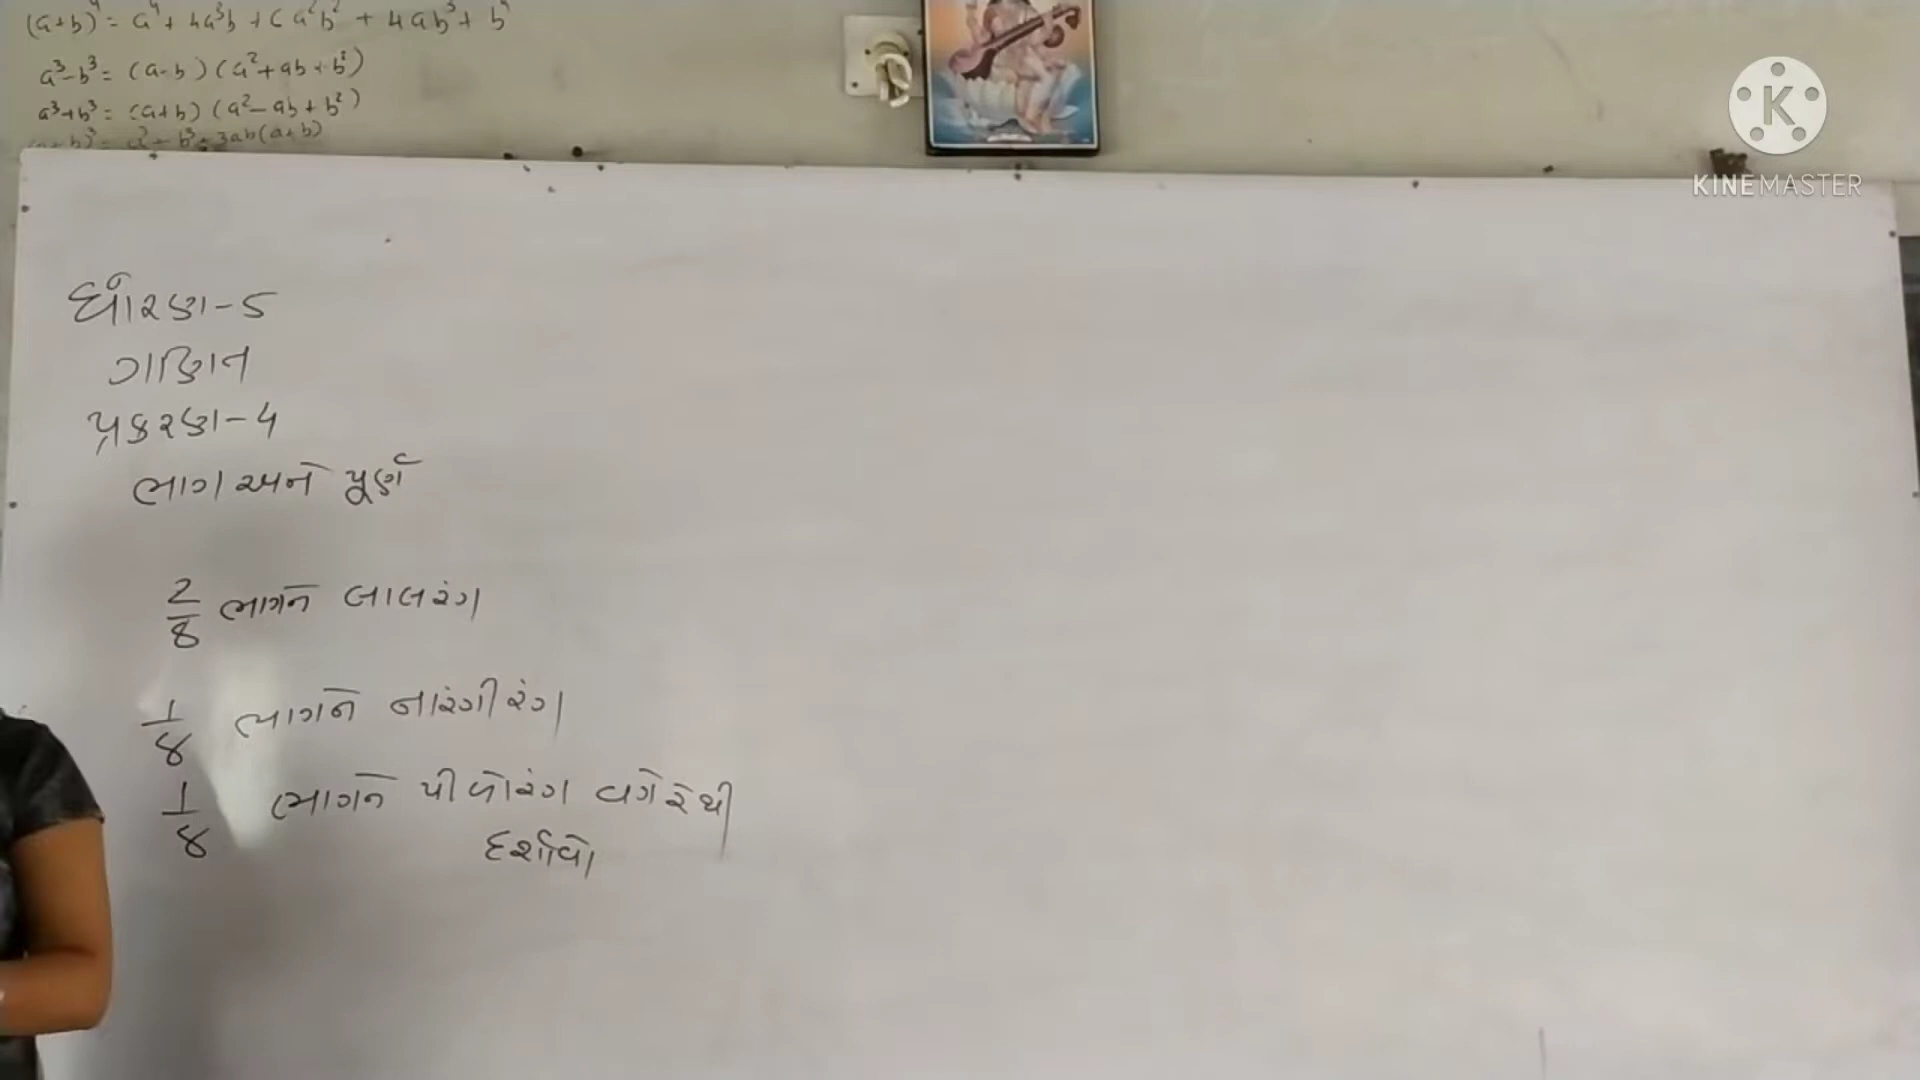 (a+b)⁴ = a⁴ + 4a³b + 6a²b² + 4ab³ + b⁴
a³-b³ = (a-b) (a²+ab+b²)
a³+b³ = (a+b) (a²-ab+b²)
(a+b)³ = a³+b³+3ab(a+b)
KINEMASTER
ધોરણ-5
ગણિત
પ્રકરણ-4
ભાગ અને પૂર્ણ
2/8 ભાગને લાલરંગ
1/8 ભાગને નારંગીરંગ
1/8 ભાગને પીળોરંગ વગેરેથી
દર્શાવો